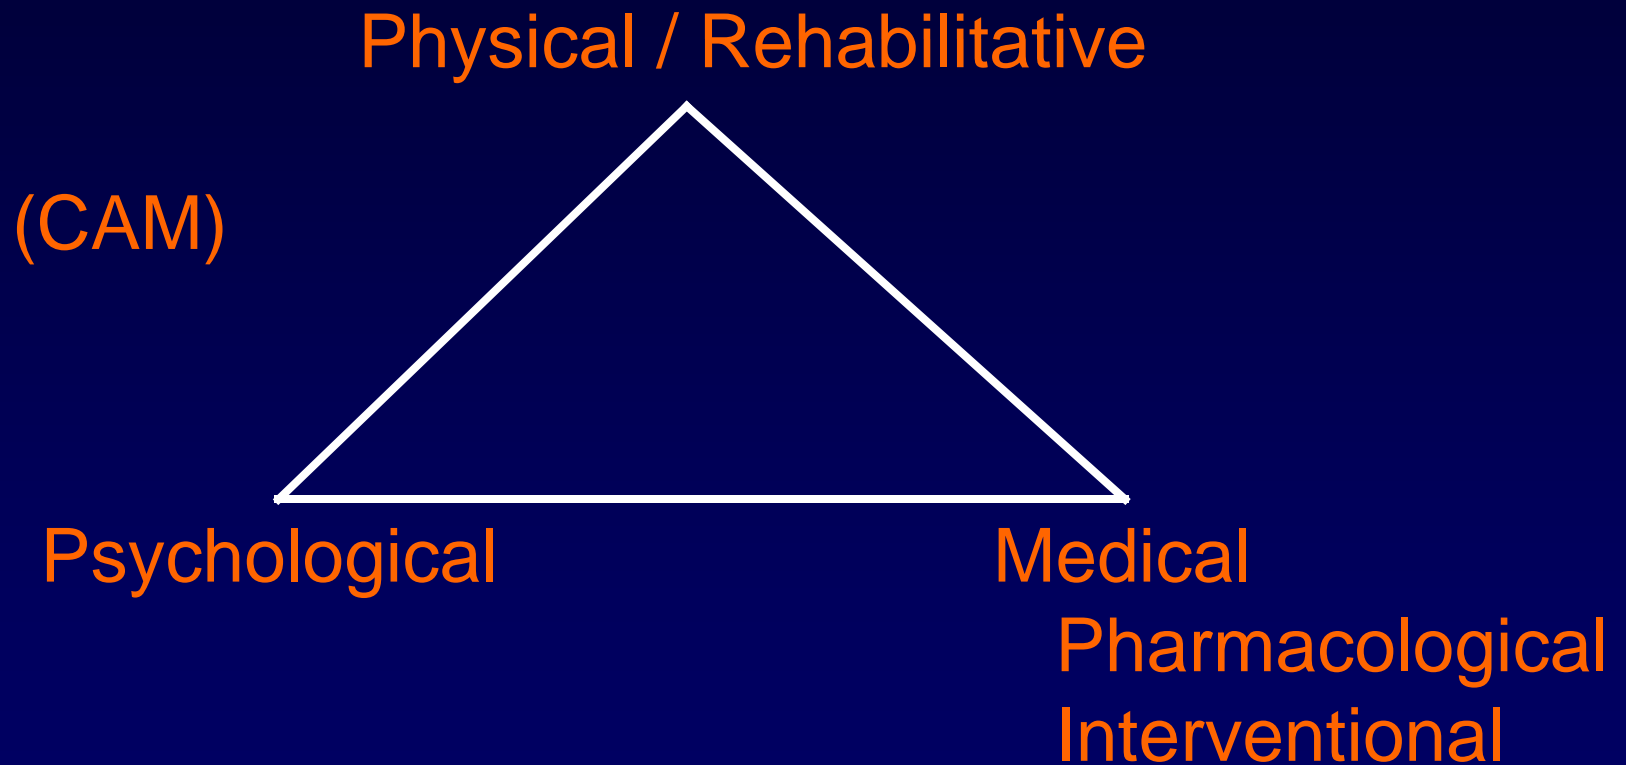 Physical / Rehabilitative
(CAM)
Psychological
Medical
Pharmacological
Interventional